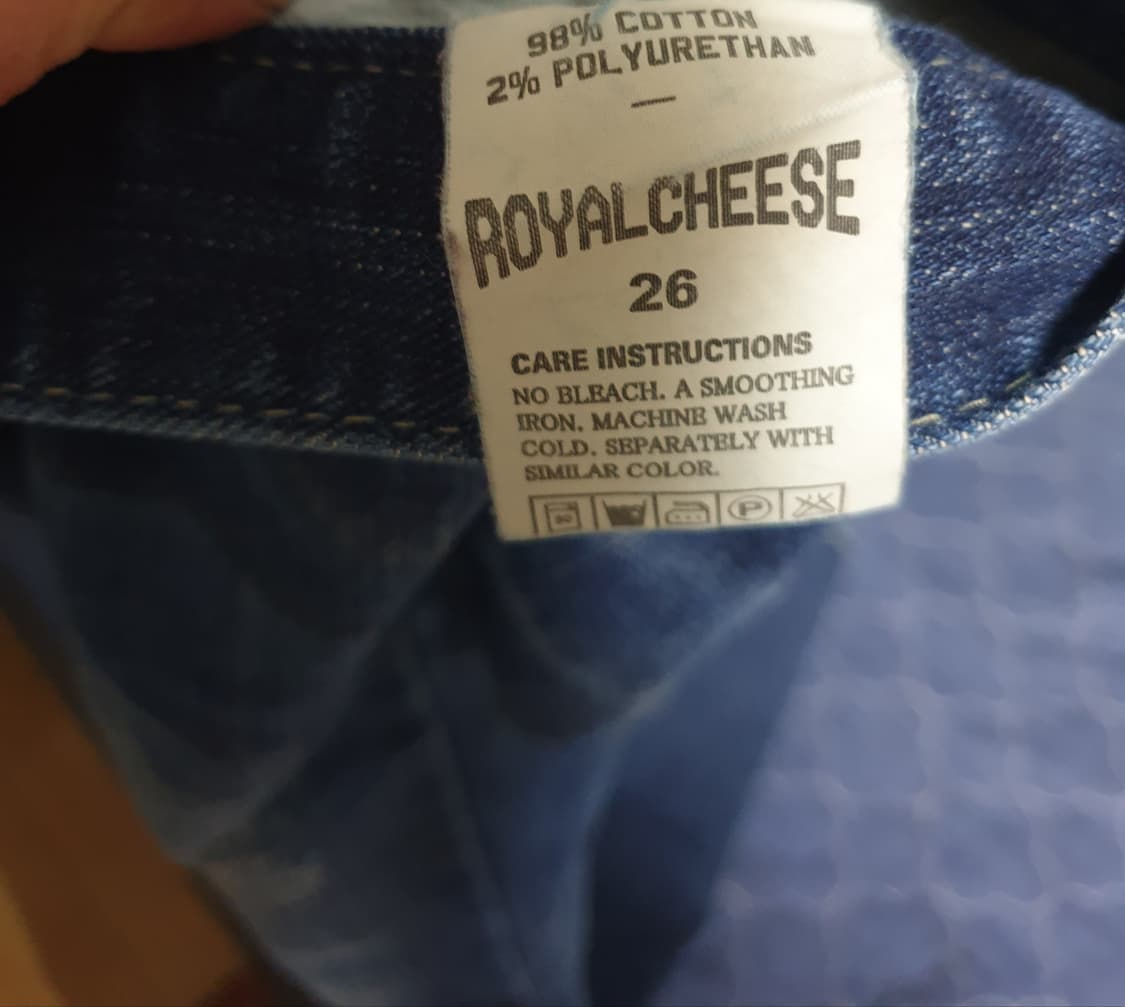 98% COTTON
2% POLYURETHAN
ROYALCHEESE
26
CARE INSTRUCTIONS
NO BLEACH. A SMOOTHING
IRON. MACHINE WASH
COLD. SEPARATELY WITH
SIMILAR COLOR.
P